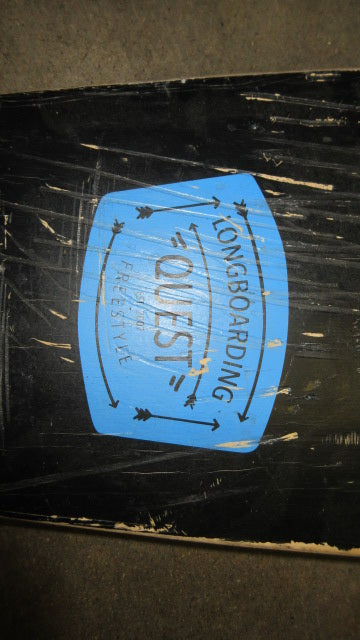 LONGBOARDING
= QUEST =
FREESTYLE